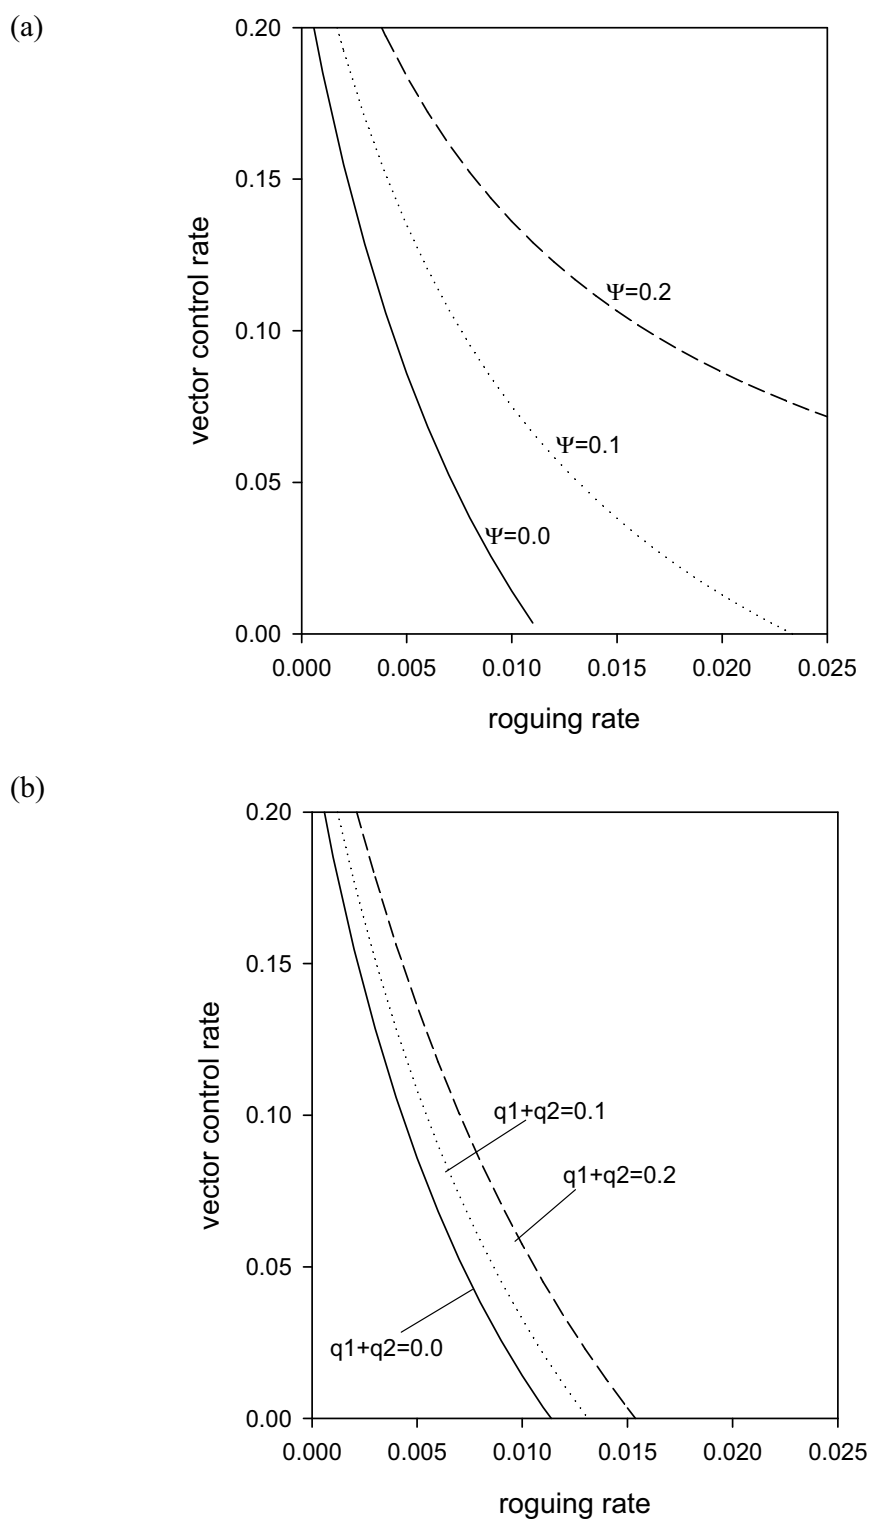 (a)
0.20
0.15
0.10
0.05
0.00
vector control rate
Ψ=0.2
Ψ=0.1
Ψ=0.0
0.000 0.005 0.010 0.015 0.020 0.025
roguing rate
(b)
0.20
0.15
0.10
0.05
0.00
vector control rate
q1+q2=0.1
q1+q2=0.2
q1+q2=0.0
0.000 0.005 0.010 0.015 0.020 0.025
roguing rate